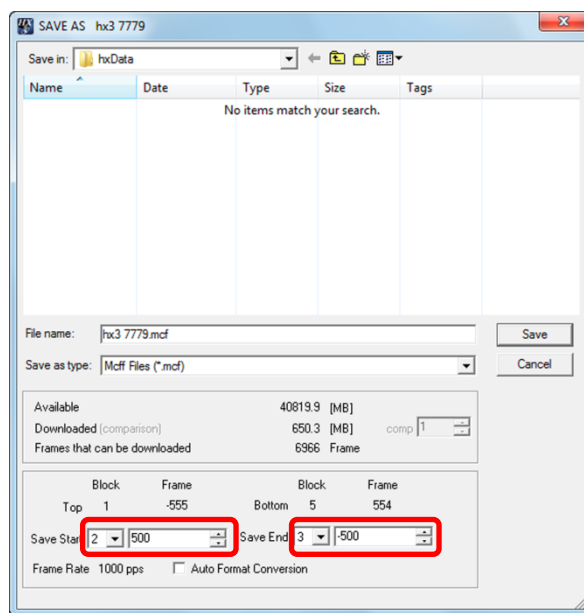 SAVE AS hx3 7779
Save in: hxData
Name Date Type Size Tags
No items match your search.
File name: hx3 7779.mcf Save
Save as type: Mcff Files (*.mcf) Cancel
Available 40819.9 [MB]
Downloaded (comparison) 650.3 [MB] comp 1
Frames that can be downloaded 6966 Frame
Block Frame Block Frame
Top 1 -555 Bottom 5 554
Save Start 2 500 Save End 3 -500
Frame Rate 1000 pps Auto Format Conversion